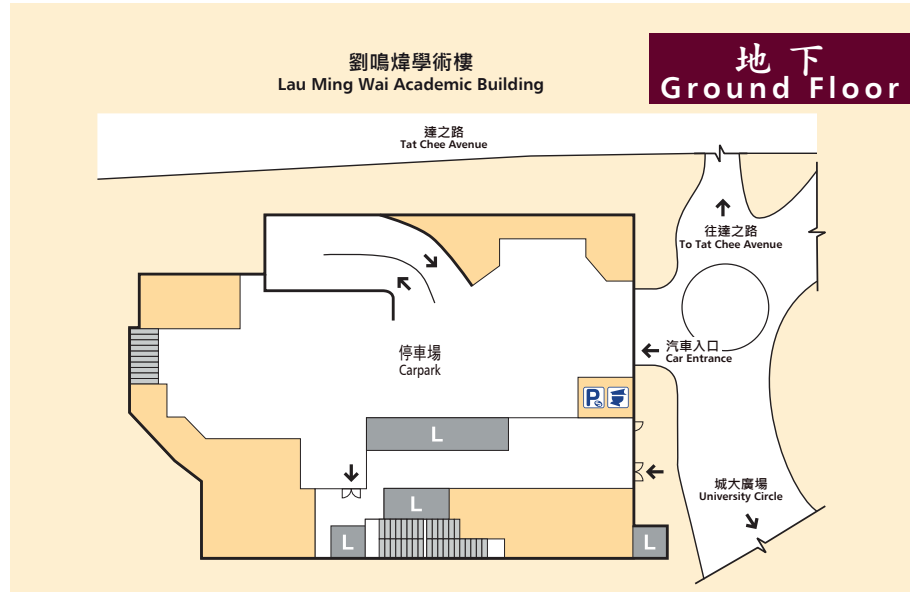 劉鳴煒學術樓
Lau Ming Wai Academic Building
地下
Ground Floor
達之路
Tat Chee Avenue
往達之路
To Tat Chee Avenue
汽車入口
Car Entrance
停車場
Carpark
P
L
L
L
L
城大廣場
University Circle